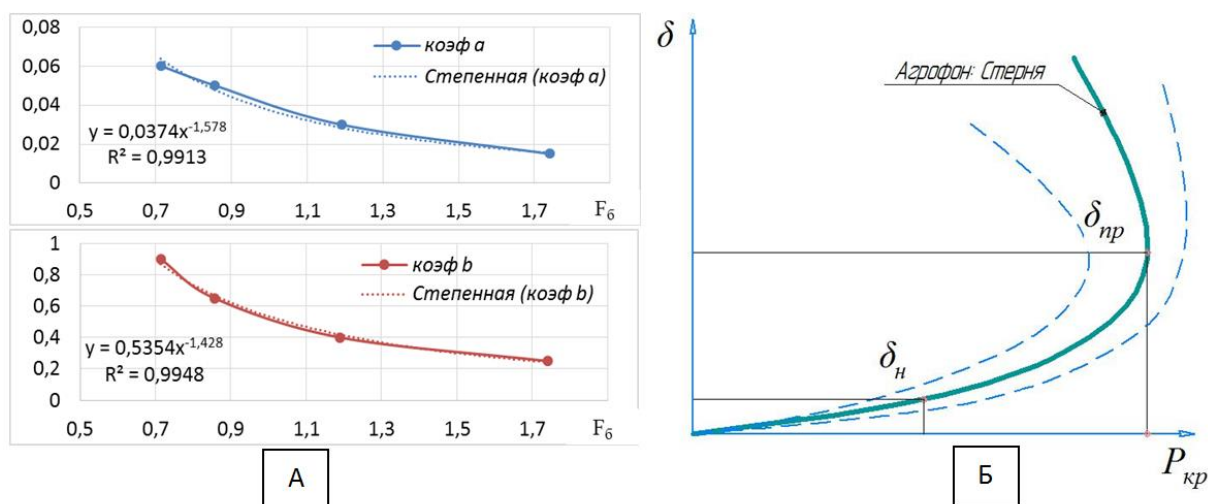 0,08
0,06
0,04
0,02
0
коэф a
Степенная (коэф a)
y = 0,0374x^-1,578
R² = 0,9913
0,5 0,7 0,9 1,1 1,3 1,5 1,7 Fб
1
0,8
0,6
0,4
0,2
0
коэф b
Степенная (коэф b)
y = 0,5354x^-1,428
R² = 0,9948
0,5 0,7 0,9 1,1 1,3 1,5 1,7 Fб
А
δ
Агрофон: Стерня
δпр
δн
Pкр
Б